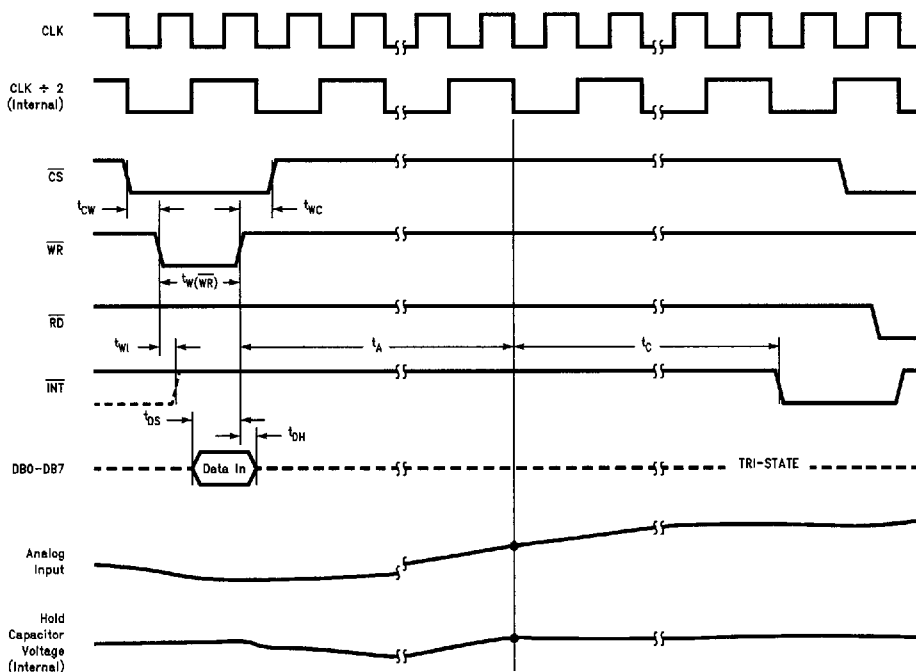 CLK
CLK ÷ 2
(Internal)
CS
tCW
tWC
WR
tW(WR)
RD
tWI
tA
tC
INT
tDS
tDH
DB0-DB7
Data In
TRI-STATE
Analog
Input
Hold
Capacitor
Voltage
(Internal)